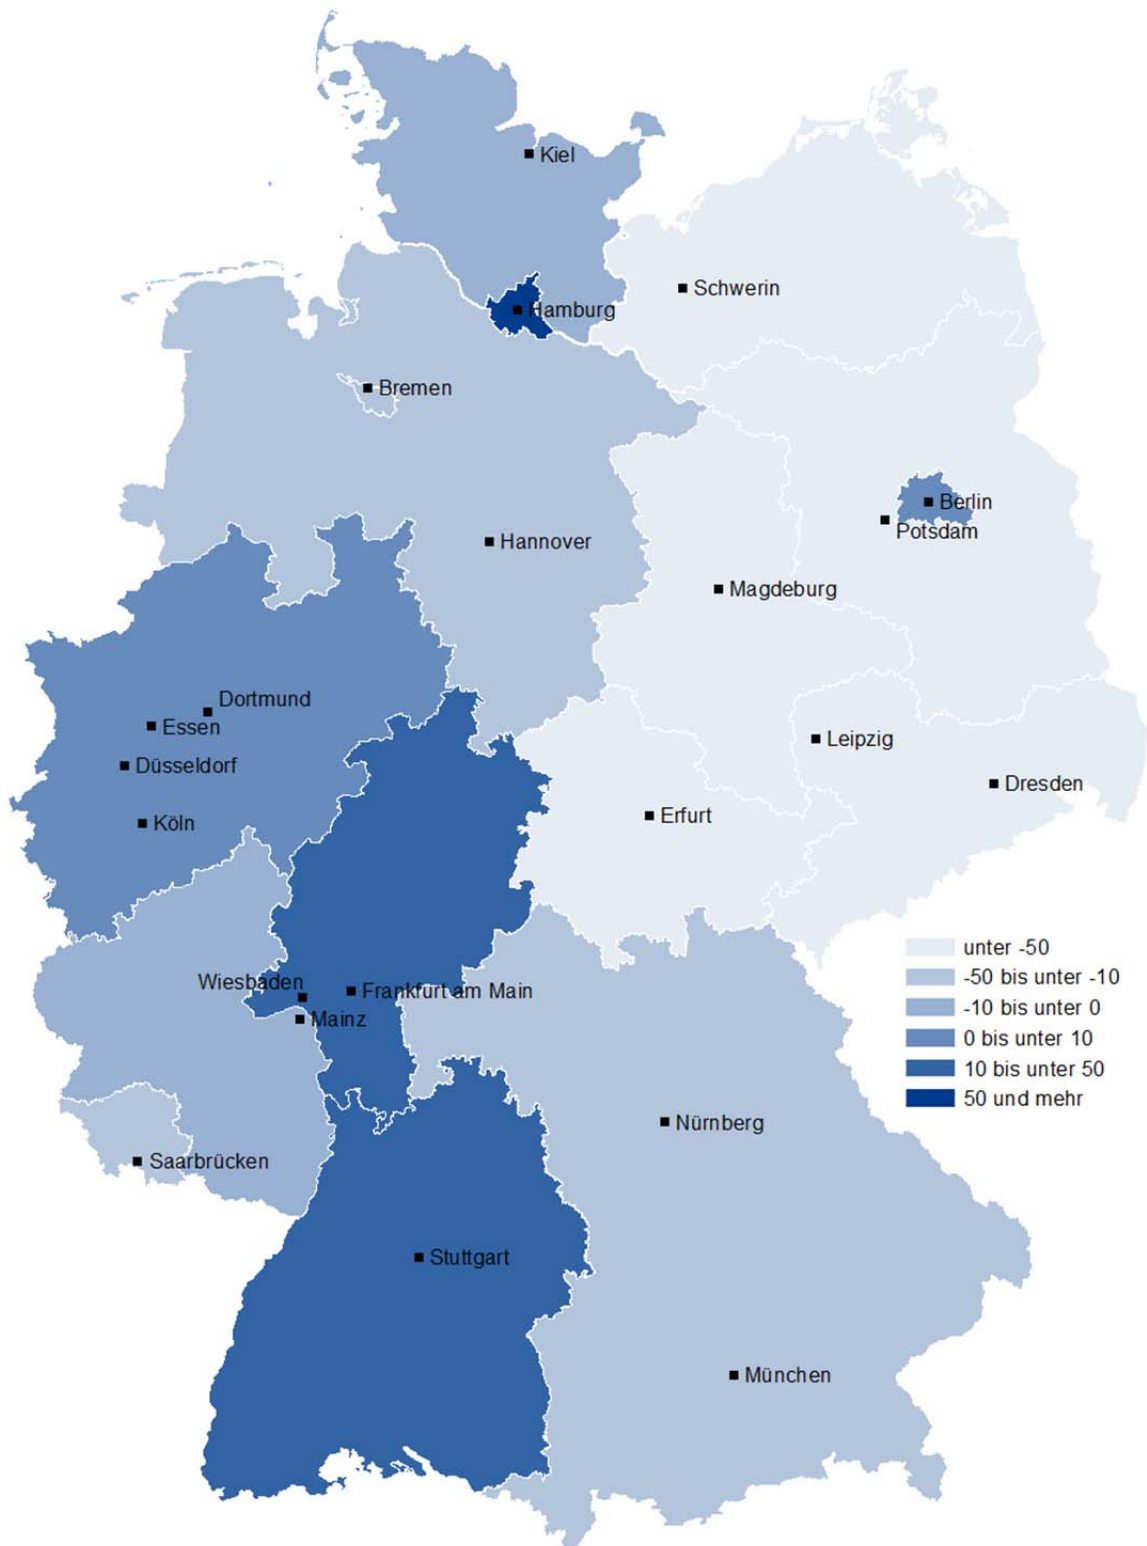 Kiel
Schwerin
Hamburg
Bremen
Berlin
Potsdam
Hannover
Magdeburg
Dortmund
Essen
Leipzig
Düsseldorf
Dresden
Köln
Erfurt
Wiesbaden
Frankfurt am Main
Mainz
Nürnberg
Saarbrücken
Stuttgart
München
unter -50
-50 bis unter -10
-10 bis unter 0
0 bis unter 10
10 bis unter 50
50 und mehr